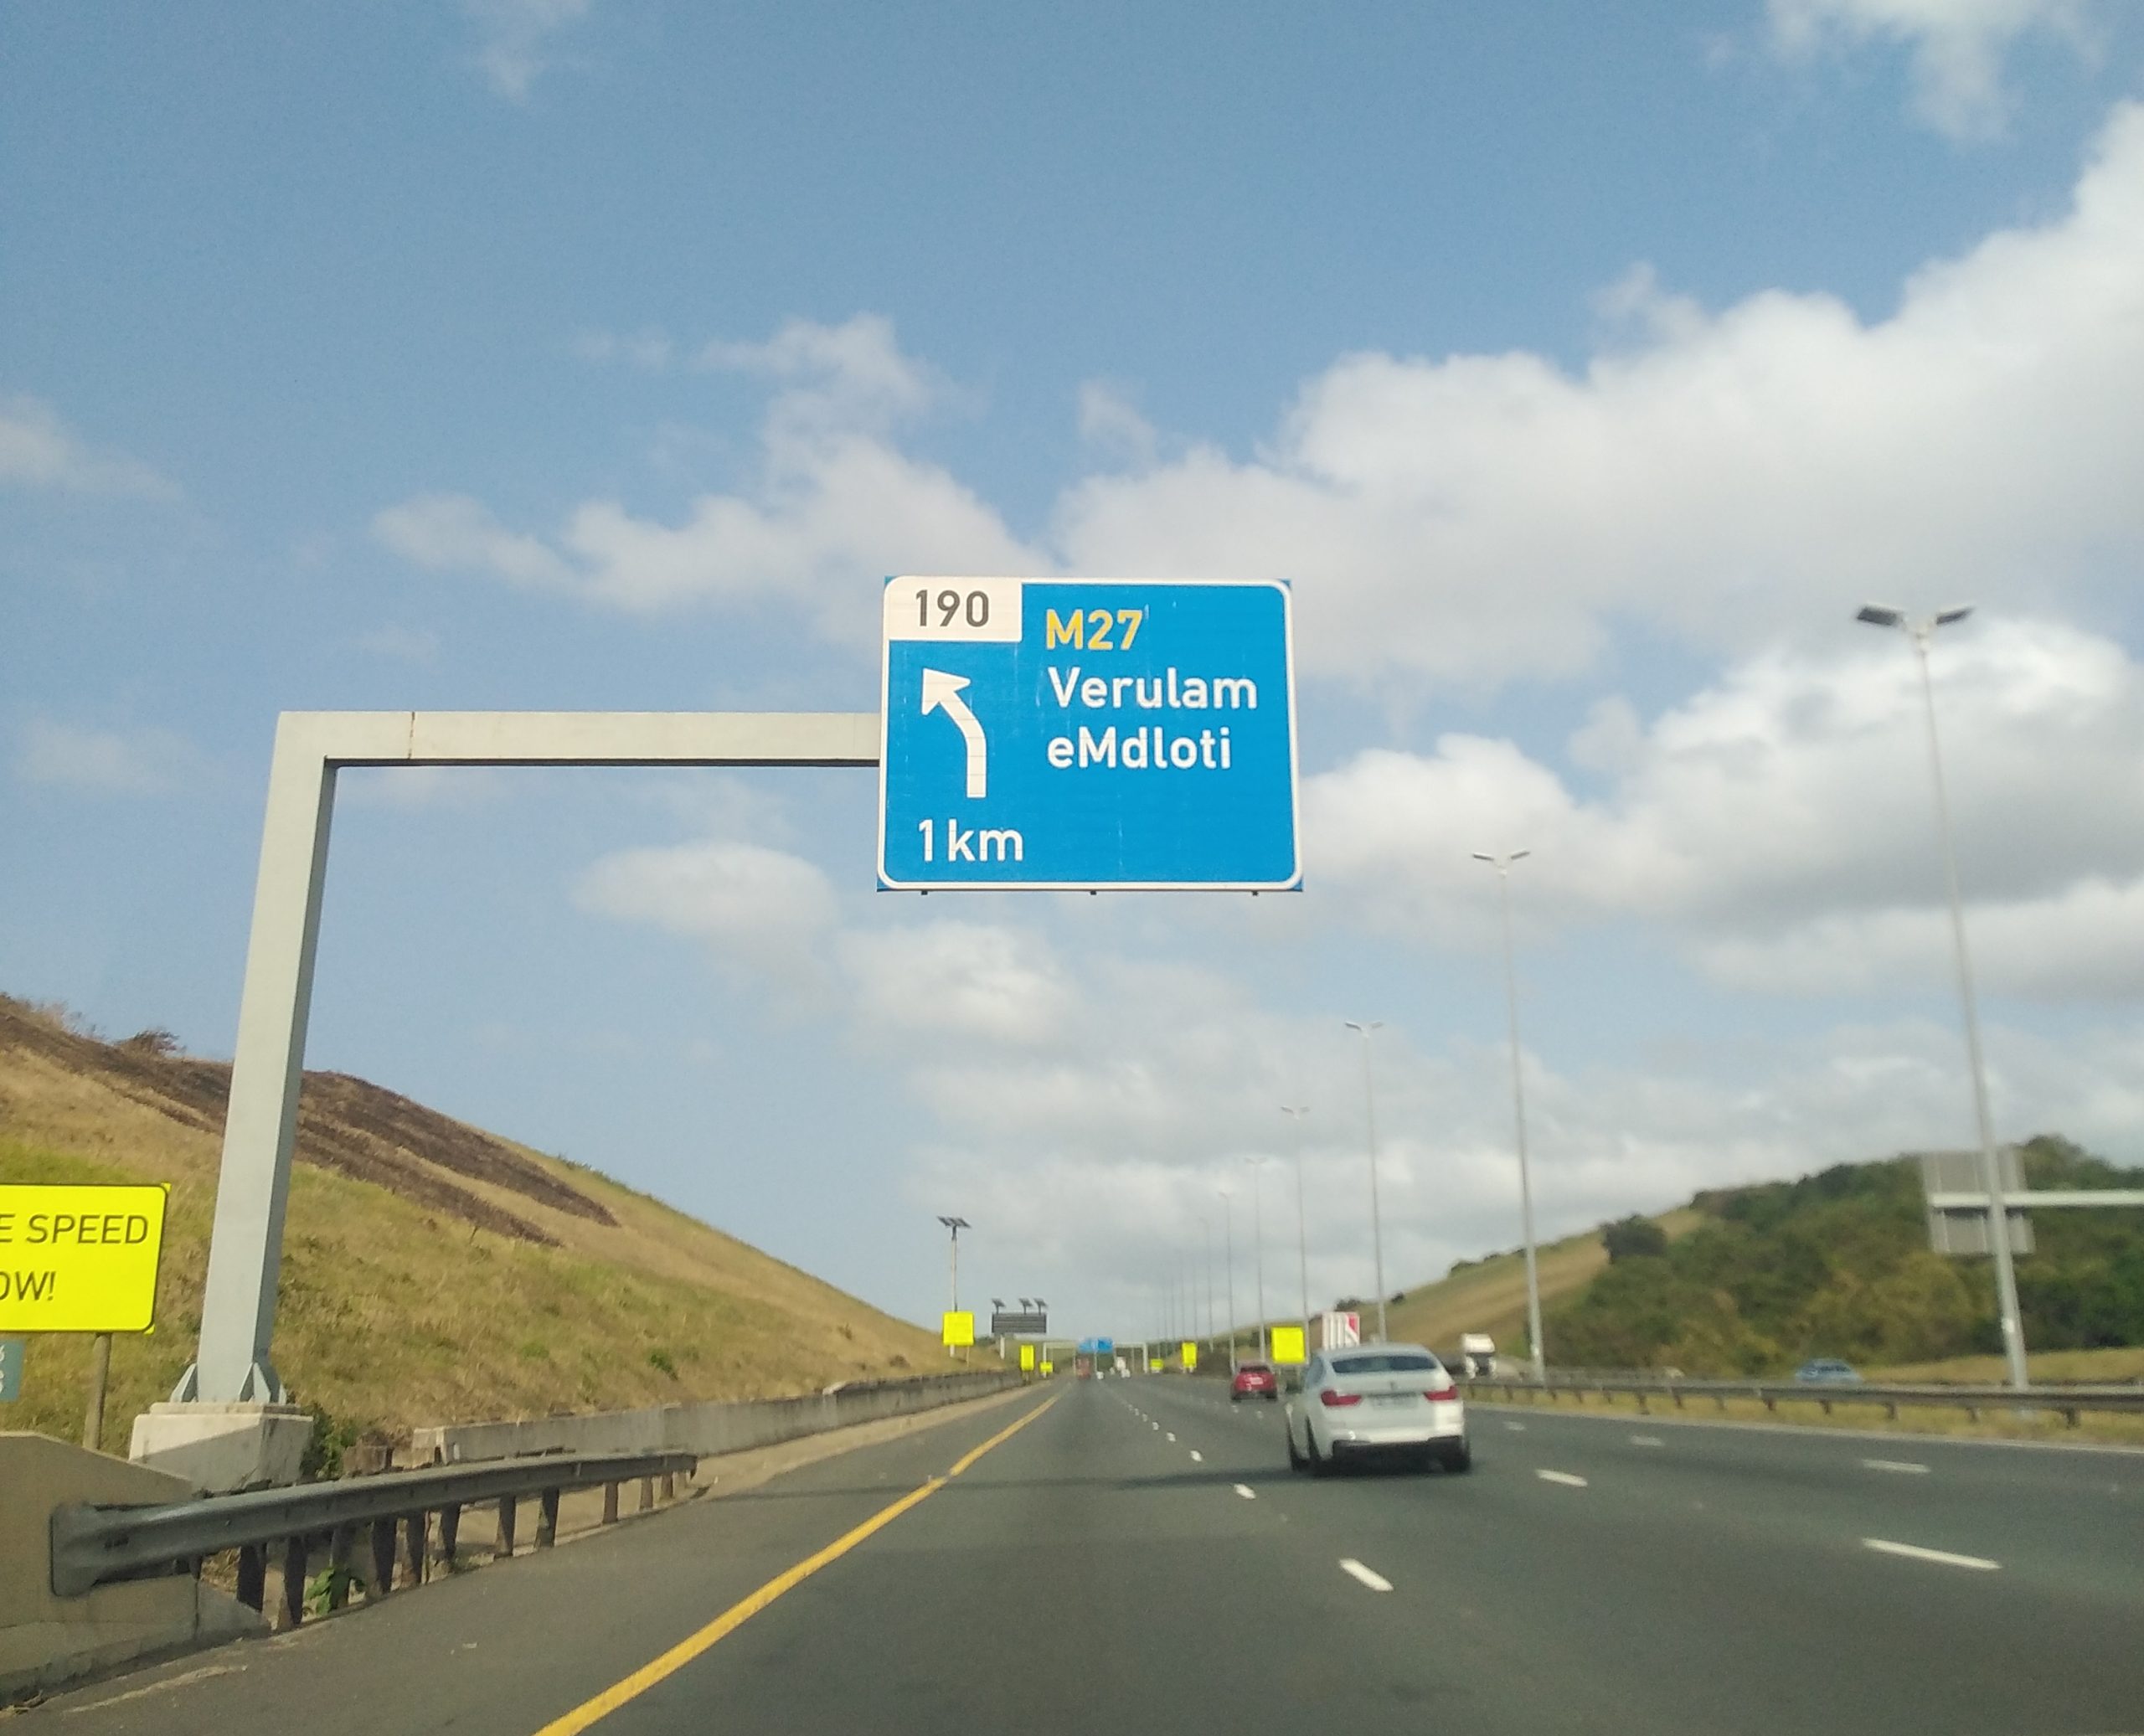 190
M27
Verulam
eMdloti
1 km
E SPEED
OW!